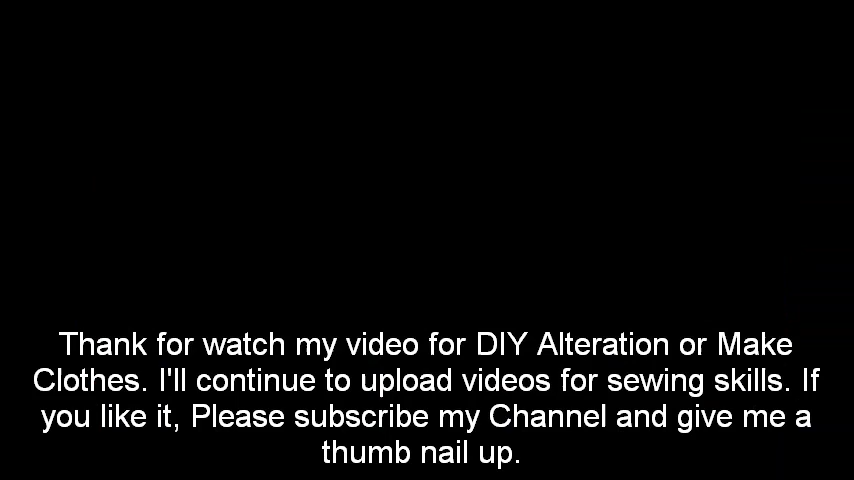 Thank for watch my video for DIY Alteration or Make
Clothes. I'll continue to upload videos for sewing skills. If
you like it, Please subscribe my Channel and give me a
thumb nail up.